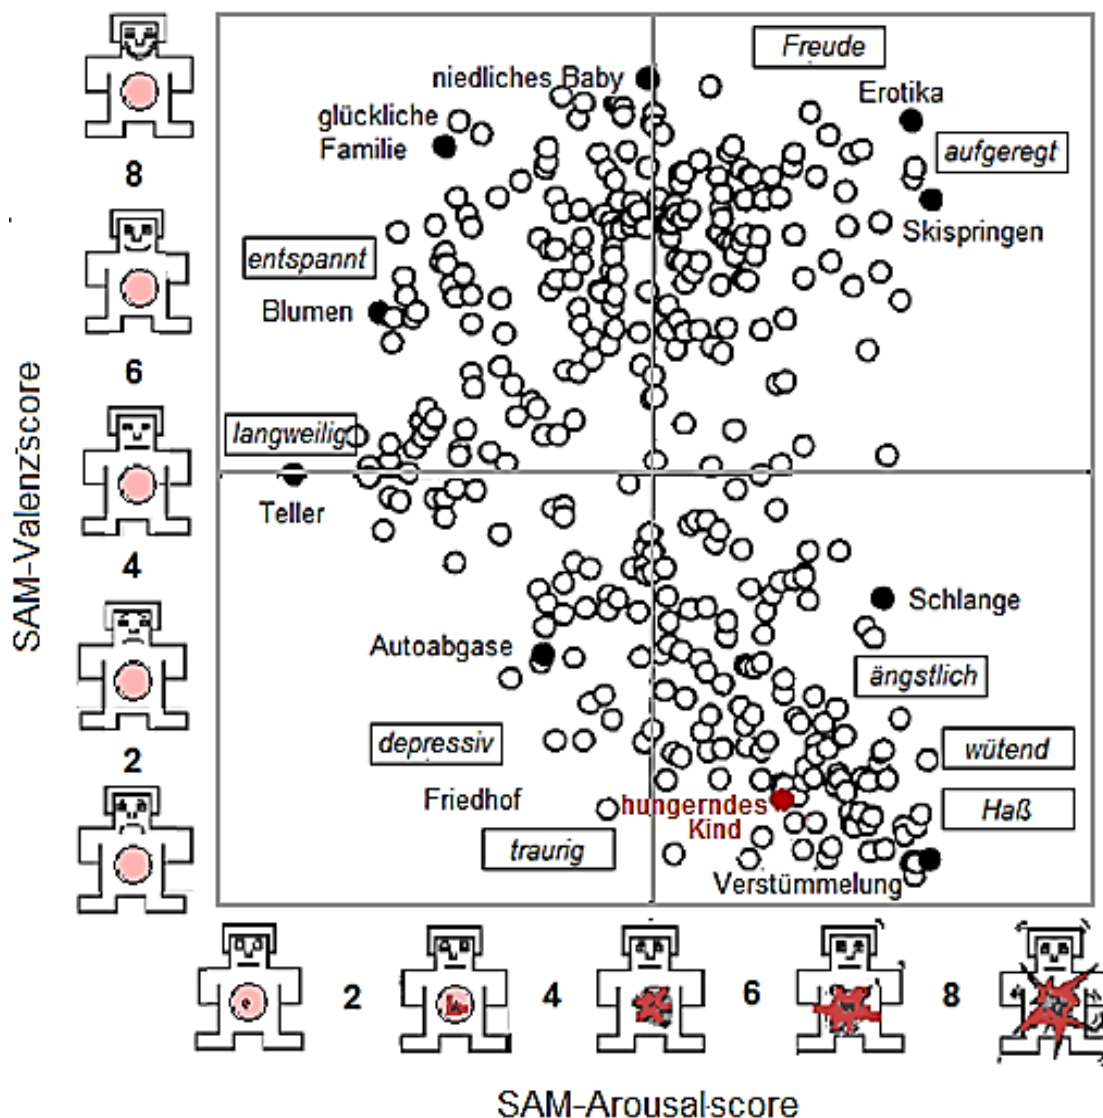 Freude
niedliches Baby
Erotika
glückliche
Familie
aufgeregt
8
Skispringen
entspannt
Blumen
6
langweilig
SAM-Valenzscore
Teller
4
Schlange
Autoabgase
ängstlich
depressiv
wütend
2
Friedhof
hungerndes
Kind
Haß
traurig
Verstümmelung
2
4
6
8
SAM-Arousalscore